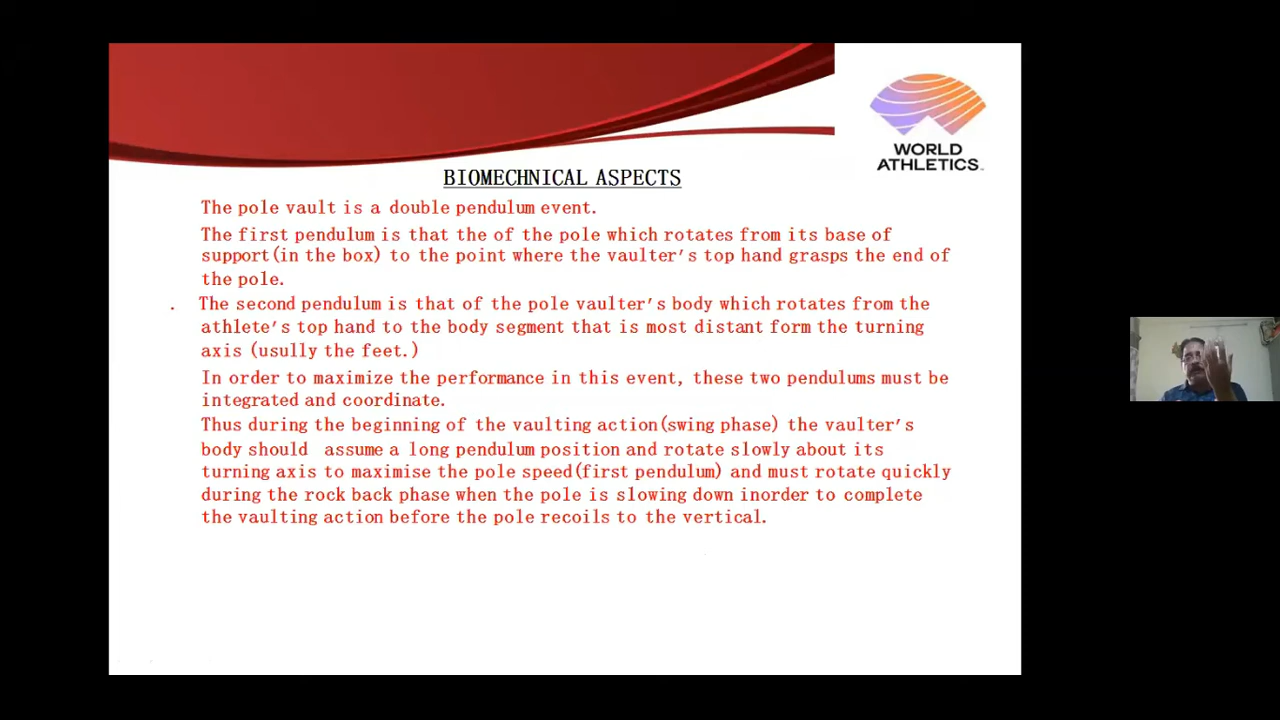 WORLD
ATHLETICS
BIOMECHNICAL ASPECTS
The pole vault is a double pendulum event.
The first pendulum is that the of the pole which rotates from its base of
support(in the box) to the point where the vaulter's top hand grasps the end of
the pole.
. The second pendulum is that of the pole vaulter's body which rotates from the
athlete's top hand to the body segment that is most distant form the turning
axis (usully the feet.)
In order to maximize the performance in this event, these two pendulums must be
integrated and coordinate.
Thus during the beginning of the vaulting action(swing phase) the vaulter's
body should assume a long pendulum position and rotate slowly about its
turning axis to maximise the pole speed(first pendulum) and must rotate quickly
during the rock back phase when the pole is slowing down inorder to complete
the vaulting action before the pole recoils to the vertical.